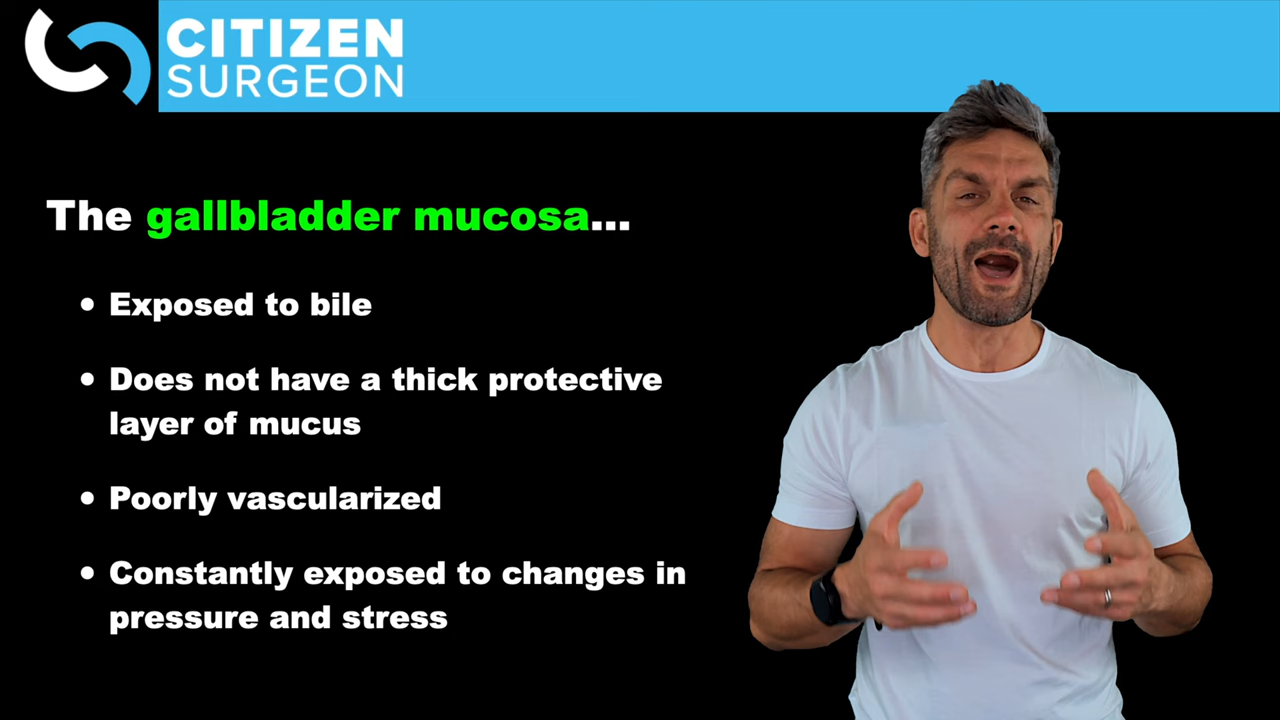 CITIZEN
SURGEON
The gallbladder mucosa...
• Exposed to bile
• Does not have a thick protective
layer of mucus
• Poorly vascularized
• Constantly exposed to changes in
pressure and stress